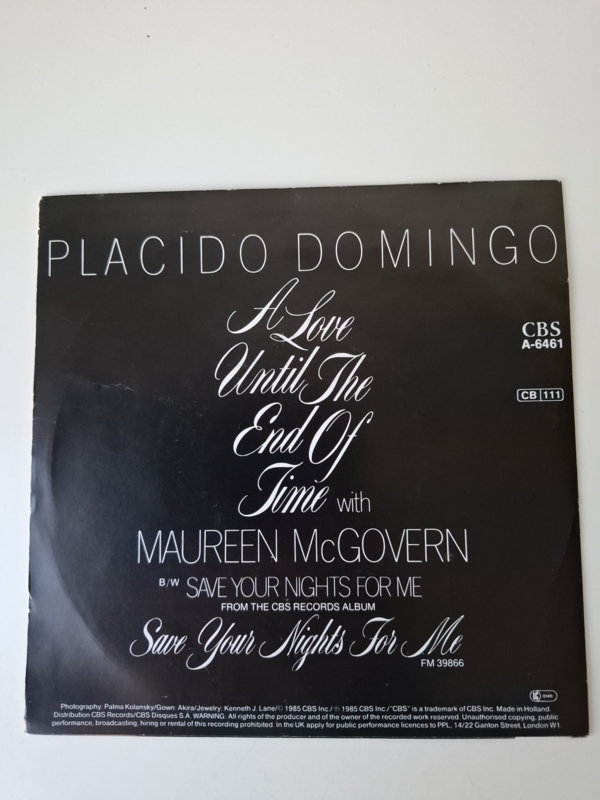 PLACIDO DOMINGO
A Love
Until The
End Of
Time with
MAUREEN McGOVERN
B/W SAVE YOUR NIGHTS FOR ME
FROM THE CBS RECORDS ALBUM
Save Your Nights For Me
FM 39866
CBS
A-6461
CB 111
Photography: Palma Kolansky/Gown: Akira/Jewelry: Kenneth J. Lane/© 1985 CBS Inc./℗ 1985 CBS Inc./"CBS" is a trademark of CBS Inc. Made in Holland.
Distribution CBS Records/CBS Disques S.A. WARNING: All rights of the producer and of the owner of the recorded work reserved. Unauthorised copying, public
performance, broadcasting, hiring or rental of this recording prohibited. In the UK apply for public performance licences to PPL, 14/22 Ganton Street, London W1.